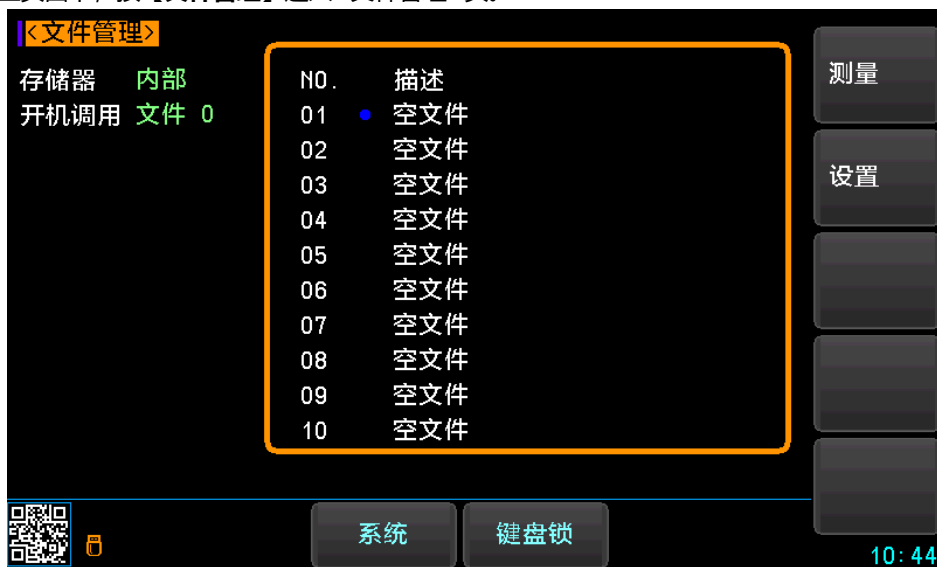 <文件管理>
存储器 内部
开机调用 文件 0
NO. 描述
01 空文件
02 空文件
03 空文件
04 空文件
05 空文件
06 空文件
07 空文件
08 空文件
09 空文件
10 空文件
测量
设置
系统 键盘锁
10:44